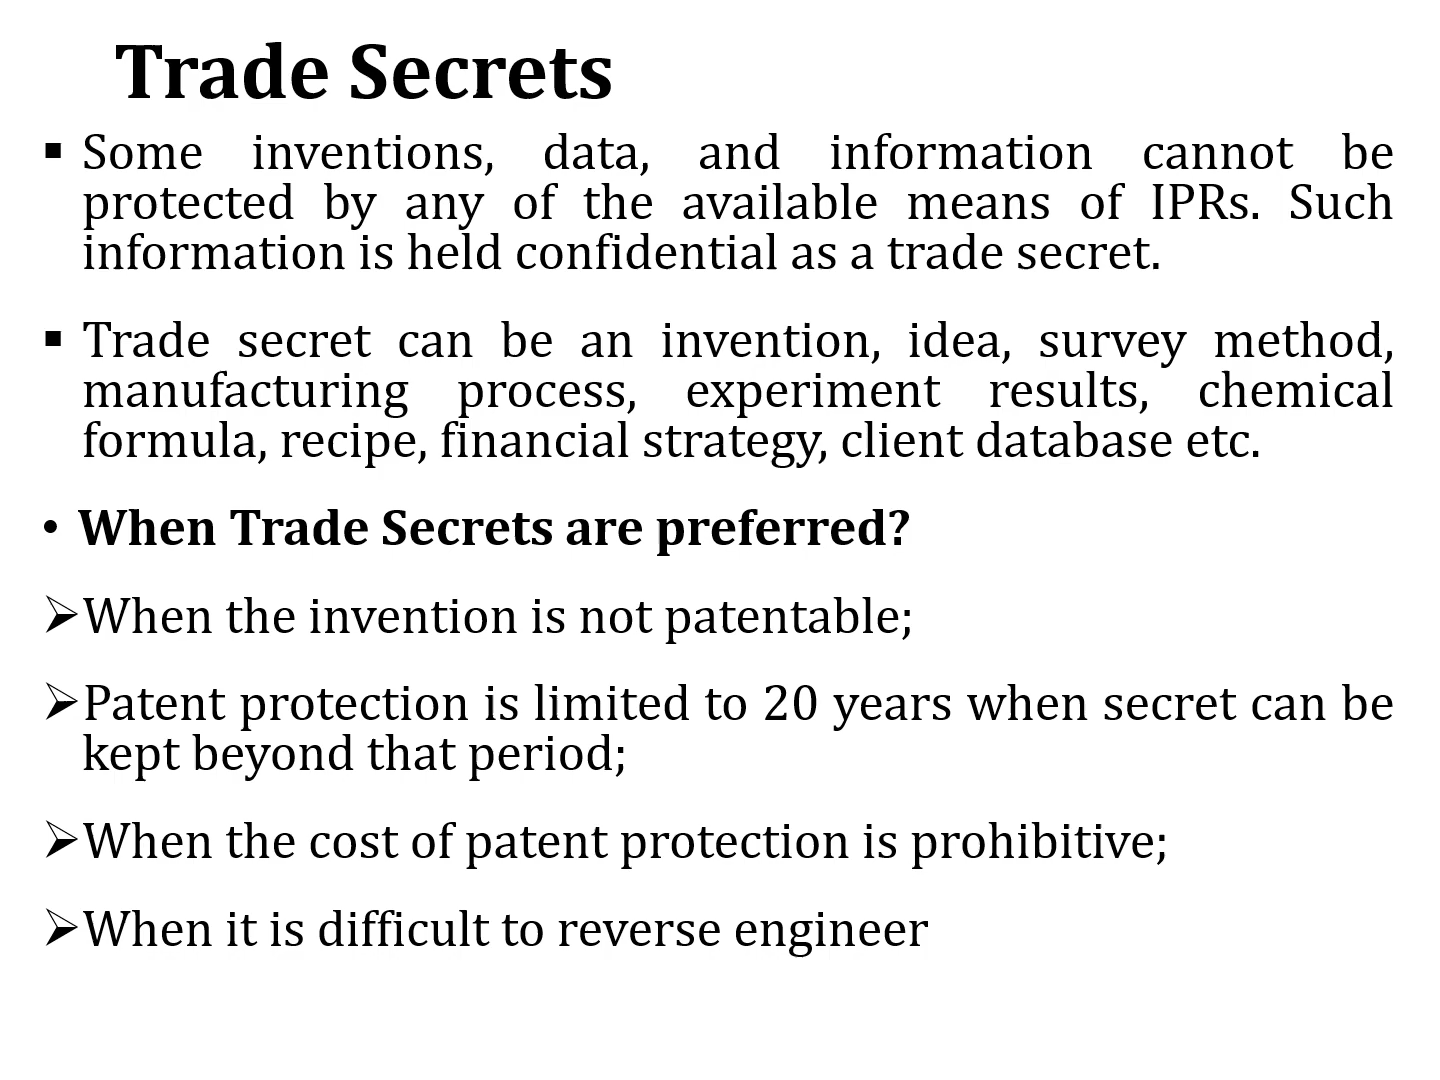 Trade Secrets
▪ Some inventions, data, and information cannot be
protected by any of the available means of IPRs. Such
information is held confidential as a trade secret.
▪ Trade secret can be an invention, idea, survey method,
manufacturing process, experiment results, chemical
formula, recipe, financial strategy, client database etc.
• When Trade Secrets are preferred?
➢When the invention is not patentable;
➢Patent protection is limited to 20 years when secret can be
kept beyond that period;
➢When the cost of patent protection is prohibitive;
➢When it is difficult to reverse engineer